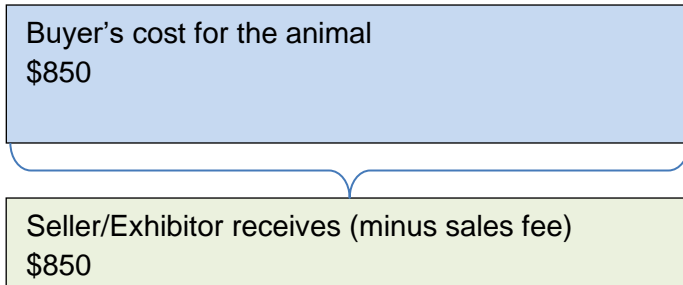 Buyer’s cost for the animal
$850
Seller/Exhibitor receives (minus sales fee)
$850